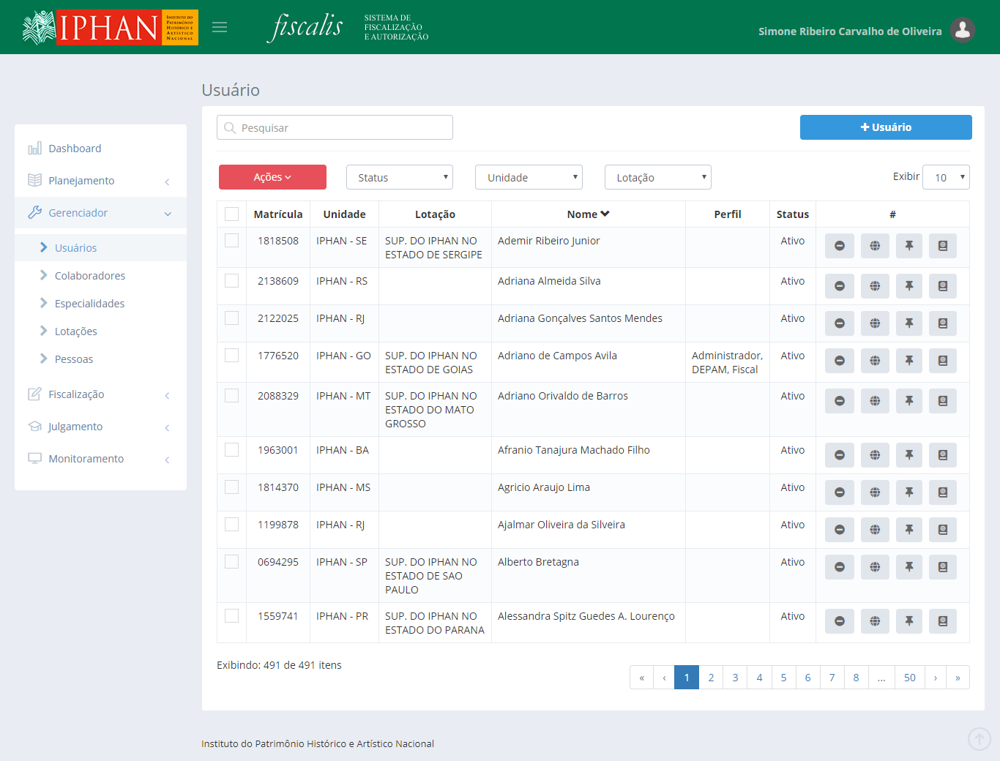 IPHAN
INSTITUTO DO
PATRIMÔNIO
HISTÓRICO E
ARTÍSTICO
NACIONAL
fiscalis
SISTEMA DE
FISCALIZAÇÃO
E AUTORIZAÇÃO
Simone Ribeiro Carvalho de Oliveira
Usuário
Dashboard
Planejamento
Gerenciador
Usuários
Colaboradores
Especialidades
Lotações
Pessoas
Fiscalização
Julgamento
Monitoramento
Pesquisar
Usuário
Ações
Status
Unidade
Lotação
Exibir 10
Matrícula Unidade Lotação Nome Perfil Status #
1818508 IPHAN - SE SUP. DO IPHAN NO Ademir Ribeiro Junior Ativo
ESTADO DE SERGIPE
2138609 IPHAN - RS Adriana Almeida Silva Ativo
2122025 IPHAN - RJ Adriana Gonçalves Santos Mendes Ativo
1776520 IPHAN - GO SUP. DO IPHAN NO Adriano de Campos Avila Administrador, Ativo
ESTADO DE GOIAS DEPAM, Fiscal
2088329 IPHAN - MT SUP. DO IPHAN NO Adriano Orivaldo de Barros Ativo
ESTADO DO MATO
GROSSO
1963001 IPHAN - BA Afranio Tanajura Machado Filho Ativo
1814370 IPHAN - MS Agricio Araujo Lima Ativo
1199878 IPHAN - RJ Ajalmar Oliveira da Silveira Ativo
0694295 IPHAN - SP SUP. DO IPHAN NO Alberto Bretagna Ativo
ESTADO DE SAO
PAULO
1559741 IPHAN - PR SUP. DO IPHAN NO Alessandra Spitz Guedes A. Lourenço Ativo
ESTADO DO PARANA
Exibindo: 491 de 491 itens
« ‹ 1 2 3 4 5 6 7 8 ... 50 › »
Instituto do Patrimônio Histórico e Artístico Nacional